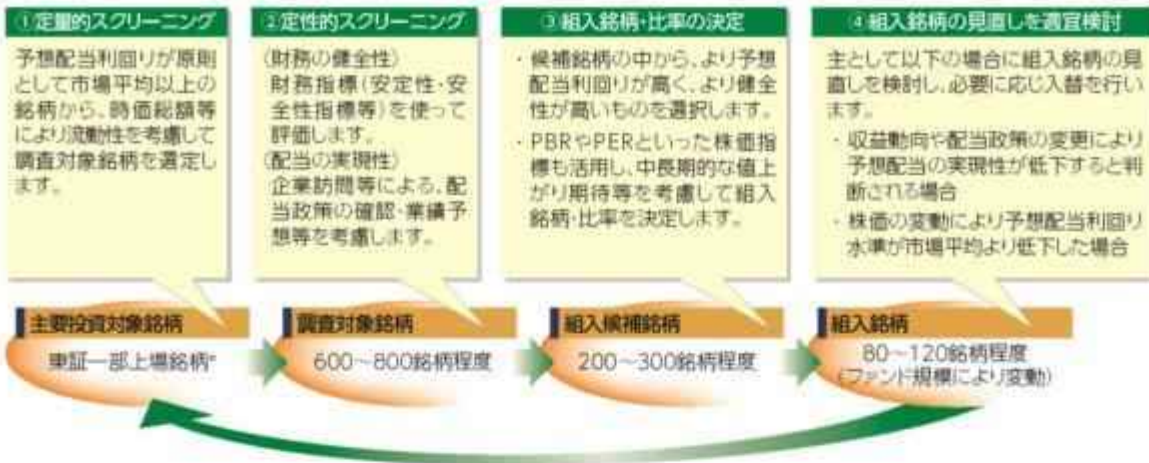 ①定量的スクリーニング
予想配当利回りが原則
として市場平均以上の
銘柄から、時価総額等
により流動性を考慮して
調査対象銘柄を選定し
ます。
②定性的スクリーニング
(財務の健全性)
財務指標(安定性・安
全性指標等)を使って
評価します。
(配当の実現性)
企業訪問等による、配
当政策の確認・業績予
想等を考慮します。
③組入銘柄・比率の決定
・候補銘柄の中から、より予想
配当利回りが高く、より健全
性が高いものを選択します。
・PBRやPERといった株価指
標も活用し、中長期的な値上
がり期待等を考慮して組入
銘柄・比率を決定します。
④組入銘柄の見直しを適宜検討
主として以下の場合に組入銘柄の見
直しを検討し、必要に応じ入替を行い
ます。
・収益動向や配当政策の変更により
予想配当の実現性が低下すると判
断される場合
・株価の変動により予想配当利回り
水準が市場平均より低下した場合
主要投資対象銘柄
東証一部上場銘柄*
調査対象銘柄
600～800銘柄程度
組入候補銘柄
200～300銘柄程度
組入銘柄
80～120銘柄程度
(ファンド規模により変動)